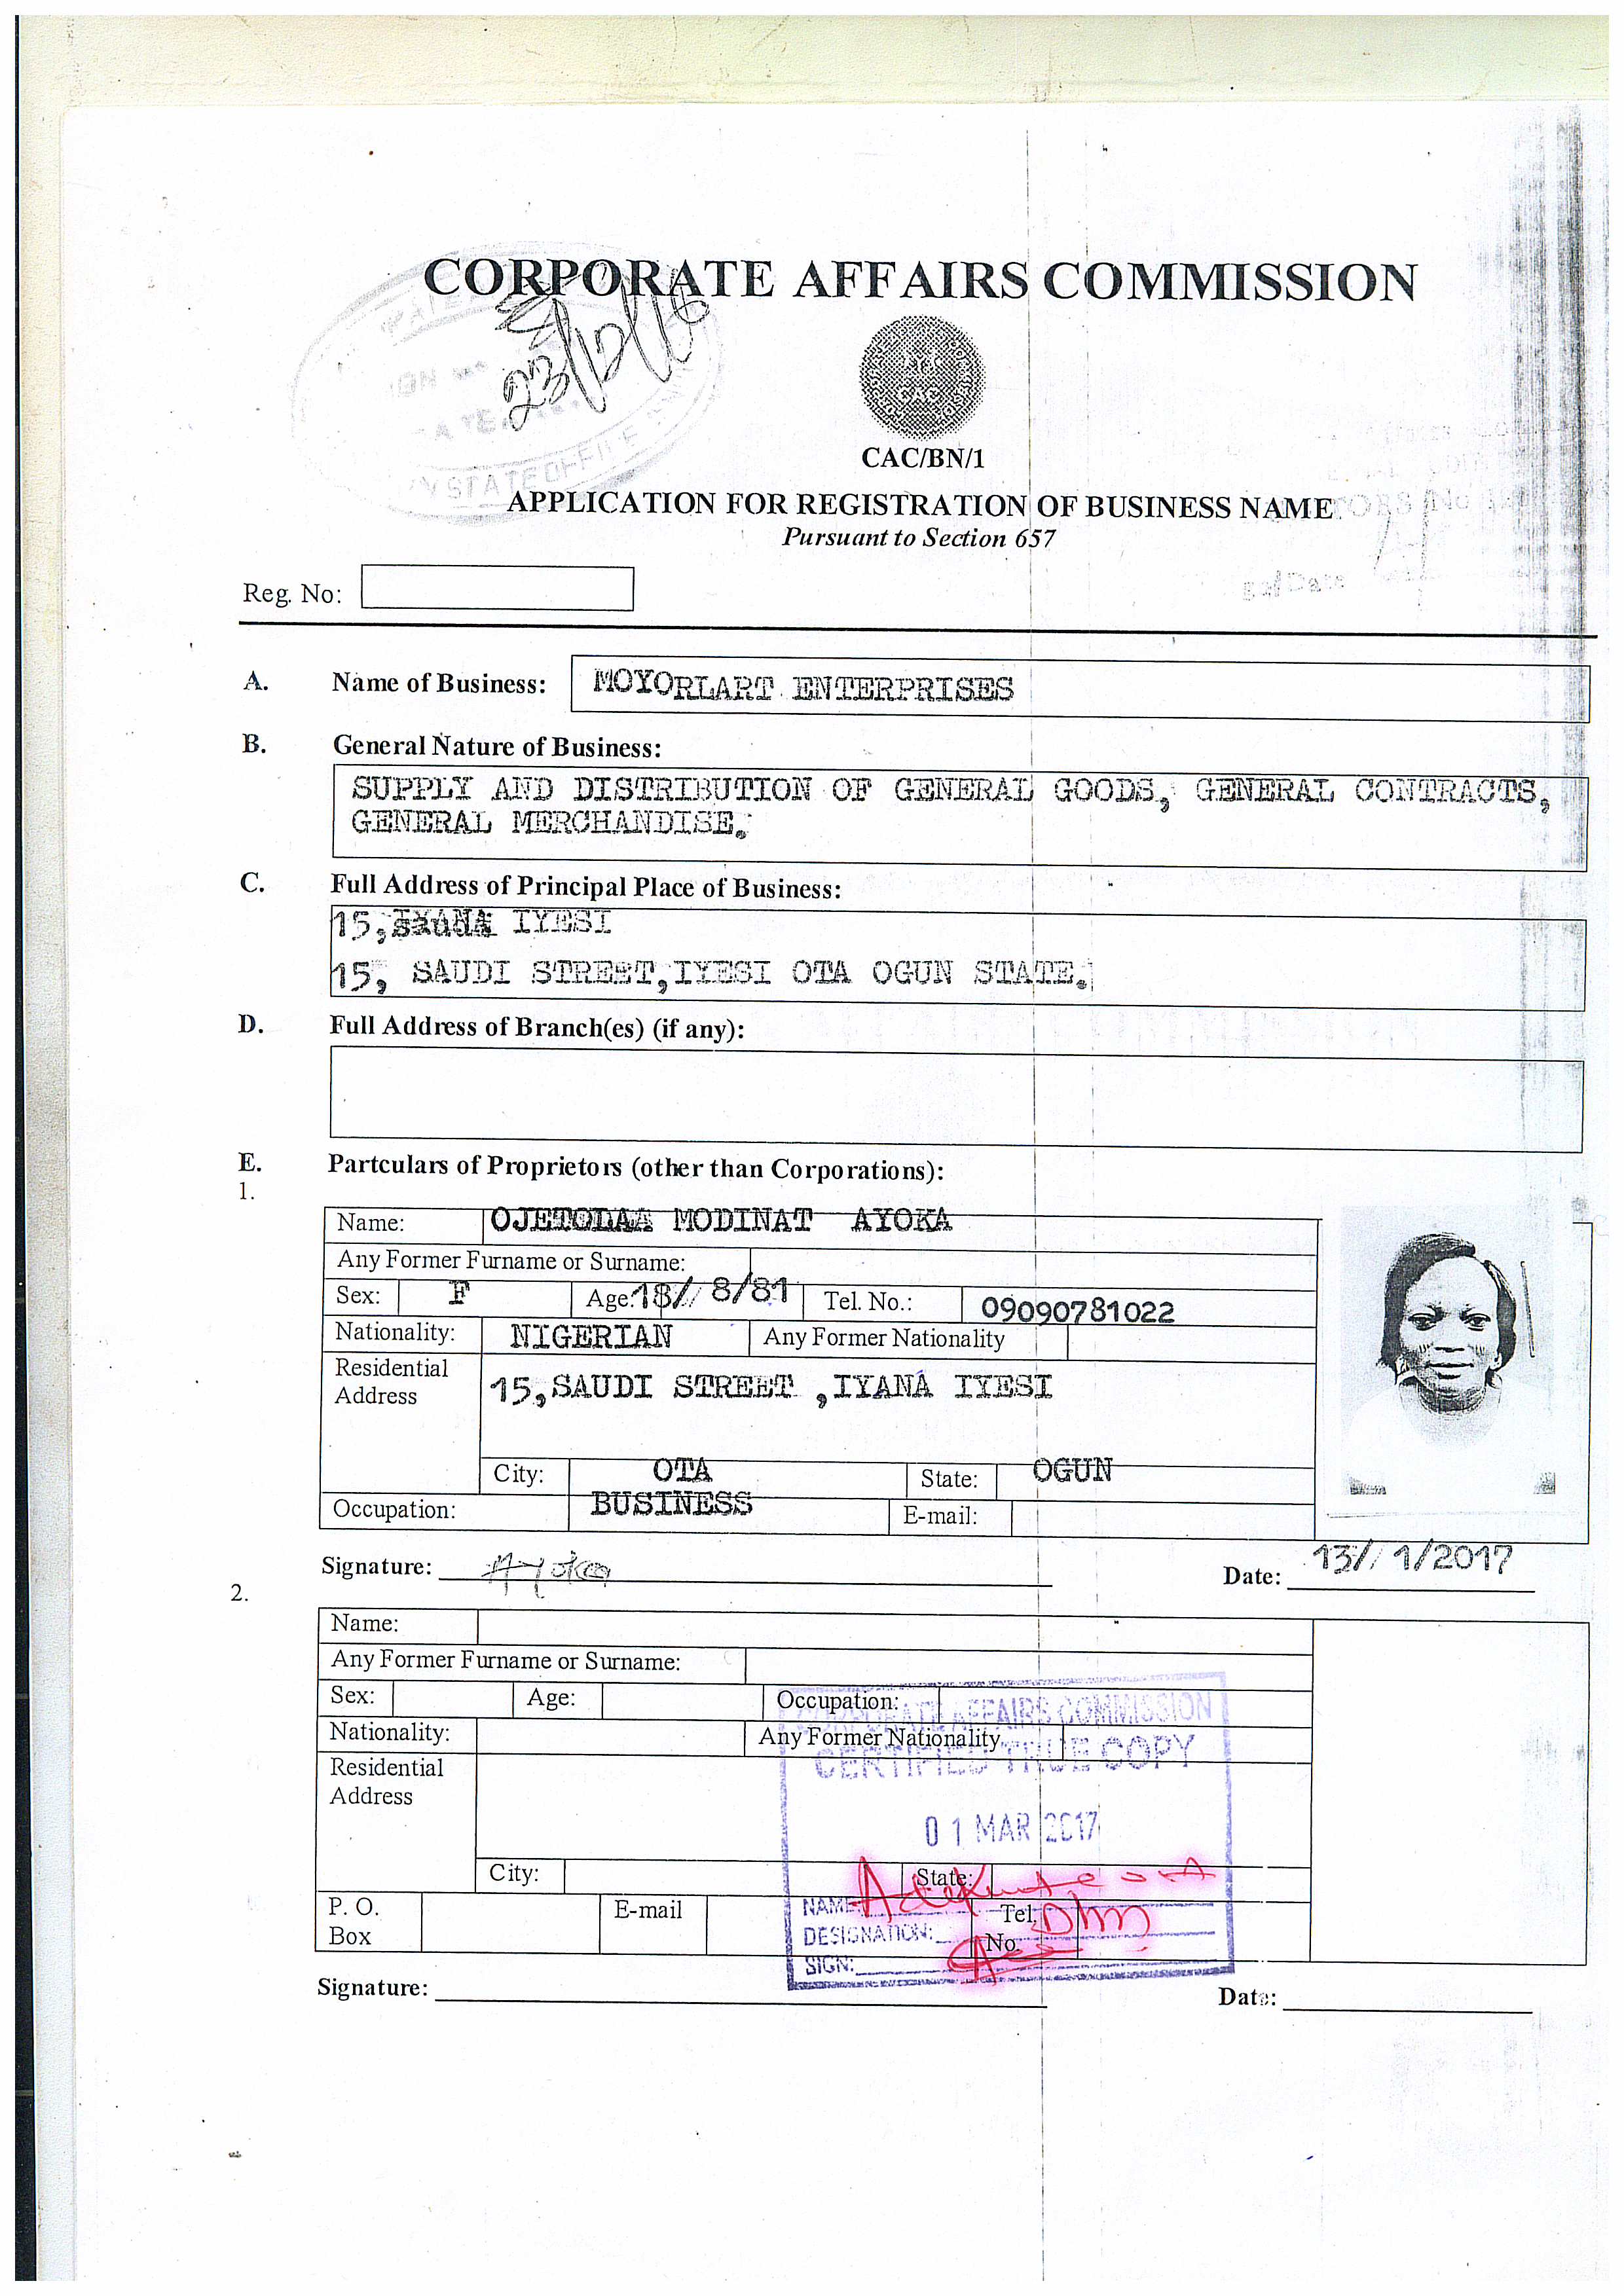 CORPORATE AFFAIRS COMMISSION
23/12/16
CAC
STATE OFFICE
CAC/BN/1
APPLICATION FOR REGISTRATION OF BUSINESS NAME
Pursuant to Section 657
Reg. No:
A. Name of Business: MOYORLART ENTERPRISES
B. General Nature of Business:
SUPPLY AND DISTRIBUTION OF GENERAL GOODS, GENERAL CONTRACTS,
GENERAL MERCHANDISE.
C. Full Address of Principal Place of Business:
15, IYESI
15, SAUDI STREET, IYESI OTA OGUN STATE.
D. Full Address of Branch(es) (if any):
E. Partculars of Proprietors (other than Corporations):
1.
Name: OJETOLAA MODINAT AYOKA
Any Former Furname or Surname:
Sex: F Age: 18// 8/81 Tel. No.: 09090781022
Nationality: NIGERIAN Any Former Nationality
Residential
Address 15, SAUDI STREET ,IYANA IYESI
City: OTA State: OGUN
Occupation: BUSINESS E-mail:
Signature: Ayoka Date: 13// 1/2017
2.
Name:
Any Former Furname or Surname:
Sex: Age: Occupation:
CORPORATE AFFAIRS COMMISSION
Nationality: Any Former Nationality
CERTIFIED TRUE COPY
Residential
Address
01 MAR 2017
City: State:
P. O.
Box E-mail Tel.
No.
NAME:
DESIGNATION:
SIGN:
Signature: Date: